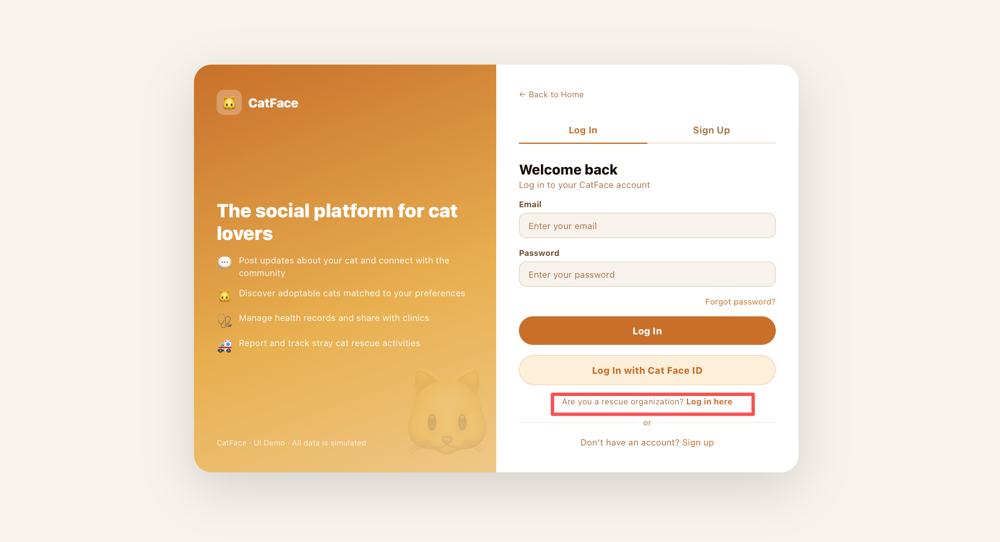 CatFace
The social platform for cat
lovers
Post updates about your cat and connect with the
community
Discover adoptable cats matched to your preferences
Manage health records and share with clinics
Report and track stray cat rescue activities
CatFace · UI Demo · All data is simulated
← Back to Home
Log In
Sign Up
Welcome back
Log in to your CatFace account
Email
Enter your email
Password
Enter your password
Forgot password?
Log In
Log In with Cat Face ID
Are you a rescue organization? Log in here
or
Don't have an account? Sign up